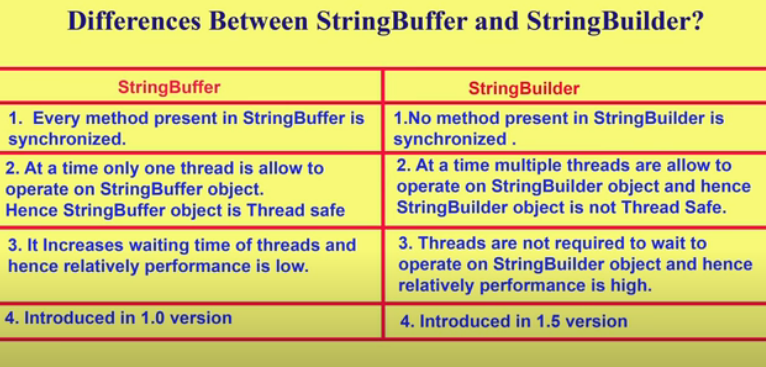 Differences Between StringBuffer and StringBuilder?
StringBuffer
StringBuilder
1. Every method present in StringBuffer is
synchronized.
1.No method present in StringBuilder is
synchronized .
2. At a time only one thread is allow to
operate on StringBuffer object.
Hence StringBuffer object is Thread safe
2. At a time multiple threads are allow to
operate on StringBuilder object and hence
StringBuilder object is not Thread Safe.
3. It Increases waiting time of threads and
hence relatively performance is low.
3. Threads are not required to wait to
operate on StringBuilder object and hence
relatively performance is high.
4. Introduced in 1.0 version
4. Introduced in 1.5 version